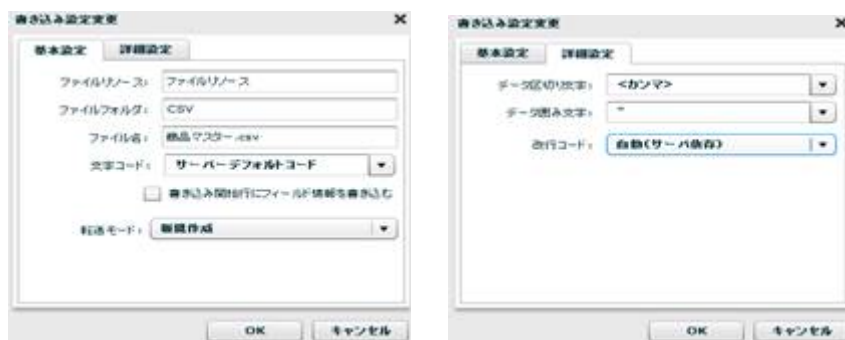 書き込み設定変更
基本設定
詳細設定
ファイルリソース:
ファイルリソース
ファイルフォルダ:
CSV
ファイル名:
商品マスター.csv
文字コード:
サーバーデフォルトコード
書き込み開始行にフィールド情報を書き込む
転送モード:
新規作成
OK
キャンセル
書き込み設定変更
基本設定
詳細設定
データ区切り文字:
<カンマ>
データ囲み文字:
"
改行コード:
自動(サーバ依存)
OK
キャンセル